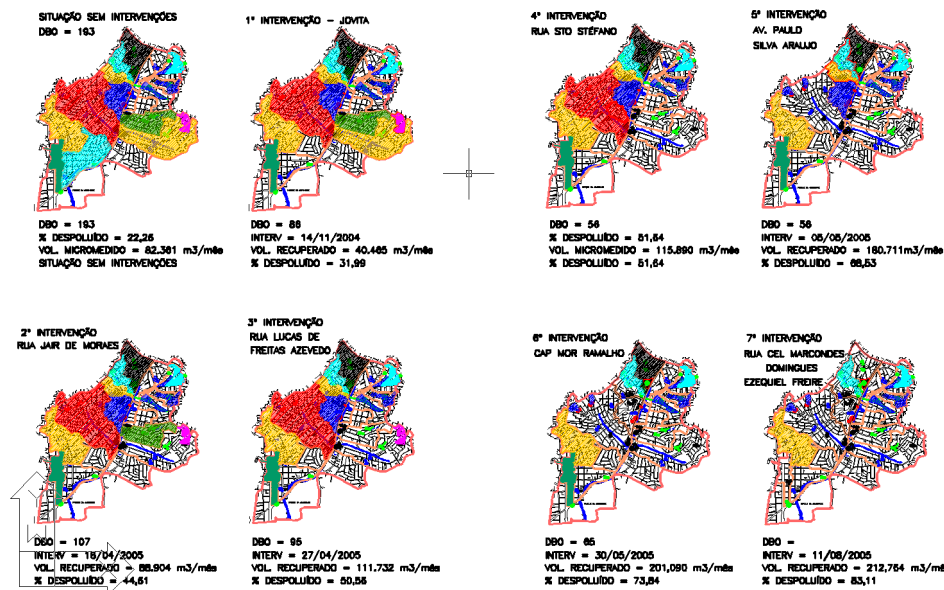 SITUAÇÃO SEM INTERVENÇÕES
DBO = 193
DBO = 193
% DESPOLUÍDO = 22,26
VOL. MICROMEDIDO = 82.361 m3/mês
SITUAÇÃO SEM INTERVENÇÕES
1ª INTERVENÇÃO - JOVITA
DBO = 86
INTERV = 14/11/2004
VOL. RECUPERADO = 40.465 m3/mês
% DESPOLUÍDO = 31,99
4ª INTERVENÇÃO
RUA STO STÉFANO
DBO = 56
% DESPOLUÍDO = 51,64
VOL. MICROMEDIDO = 115.890 m3/mês
% DESPOLUÍDO = 51,64
5ª INTERVENÇÃO
AV. PAULO
SILVA ARAUJO
DBO = 56
INTERV = 05/05/2005
VOL. RECUPERADO = 180.711 m3/mês
% DESPOLUÍDO = 68,53
2ª INTERVENÇÃO
RUA JAIR DE MORAES
DBO = 107
INTERV = 18/04/2005
VOL. RECUPERADO = 88.904 m3/mês
% DESPOLUÍDO = 44,61
3ª INTERVENÇÃO
RUA LUCAS DE
FREITAS AZEVEDO
DBO = 95
INTERV = 27/04/2005
VOL. RECUPERADO = 111.732 m3/mês
% DESPOLUÍDO = 50,56
6ª INTERVENÇÃO
CAP MOR RAMALHO
DBO = 65
INTERV = 30/05/2005
VOL. RECUPERADO = 201,090 m3/mês
% DESPOLUÍDO = 73,84
7ª INTERVENÇÃO
RUA CEL MARCONDES
DOMINGUES
EZEQUIEL FREIRE
DBO =
INTERV = 11/08/2005
VOL. RECUPERADO = 212,764 m3/mês
% DESPOLUÍDO = 83,11